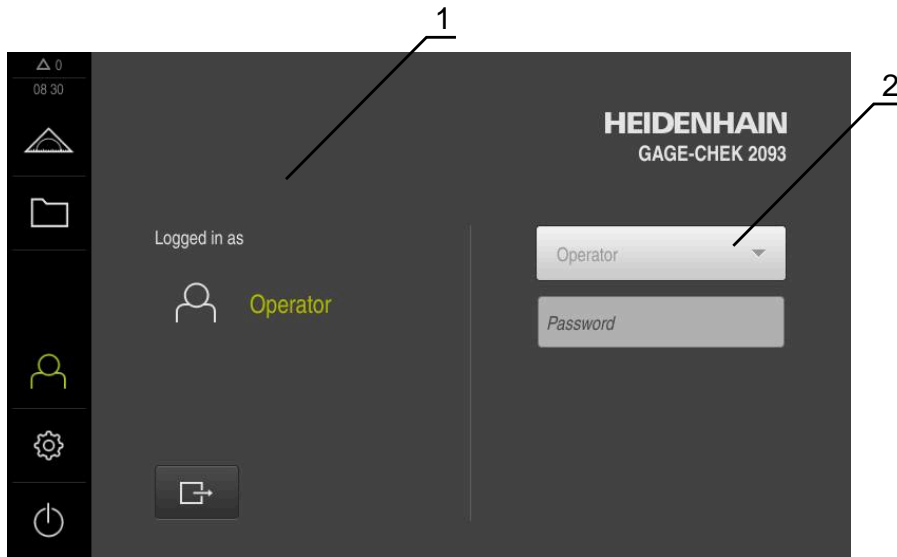 1
2
△ 0
08 30
HEIDENHAIN
GAGE-CHEK 2093
Logged in as
Operator
Operator
Password